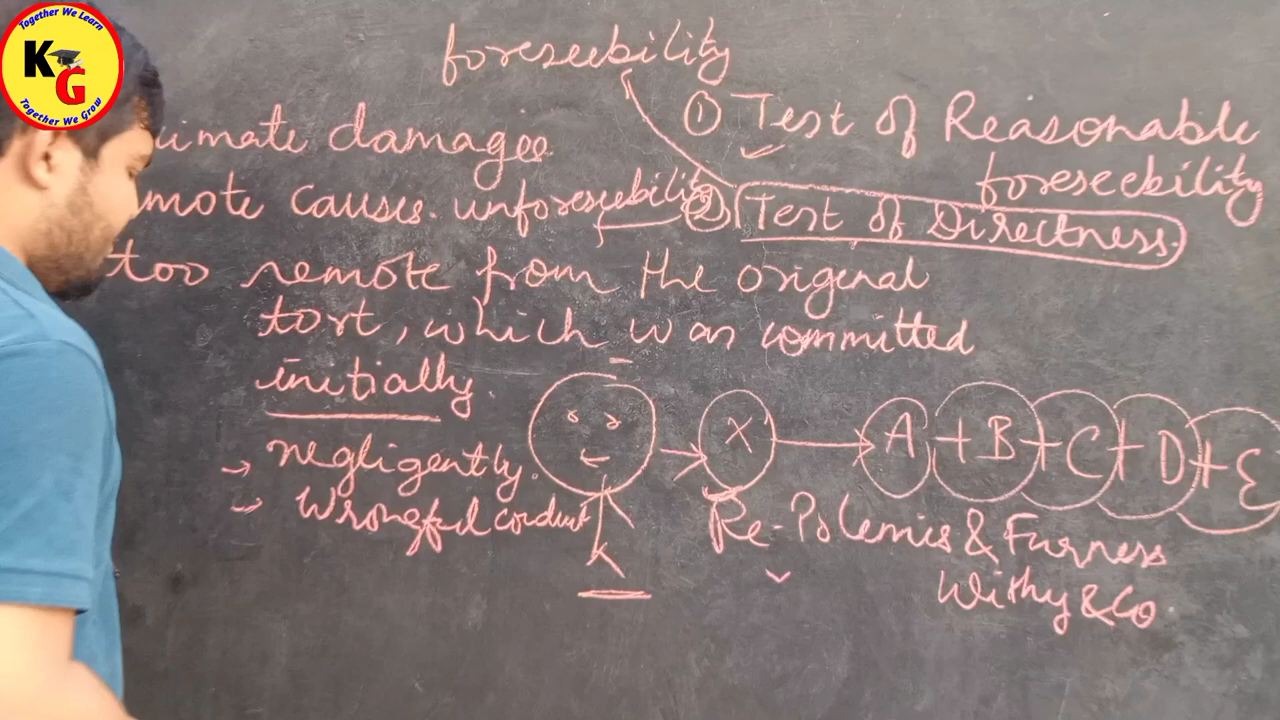 Together We Learn
KG
Together We Grow
foreseebility
① Test of Reasonable
foreseebility
umate damages
mote causes. unforeseebility
② Test of Directness.
too remote from the original
tort, which was committed
initially.
→ negligently.
→ Wrongful conduct
X → A + B + C + D + E
Re-Polemis & Furness
Withy & Co